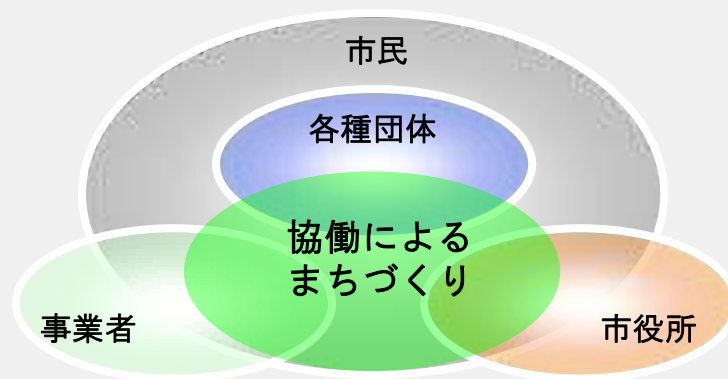 市民
各種団体
協働による
まちづくり
事業者
市役所